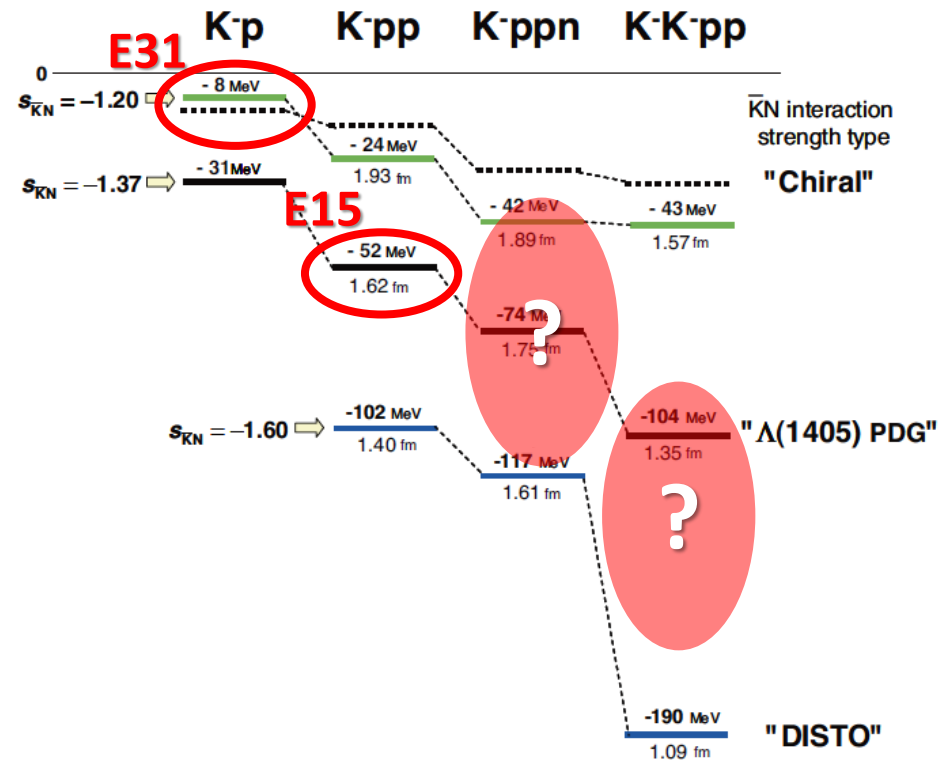 K⁻p K⁻pp K⁻ppn K⁻K⁻pp
E31
0
- 8 MeV
s_K̄N = −1.20
K̄N interaction
strength type
- 24 MeV
1.93 fm
"Chiral"
- 31MeV
s_K̄N = −1.37
E15
- 42 MeV
1.89 fm
- 43 MeV
1.57 fm
- 52 MeV
1.62 fm
-74 MeV
1.75 fm
?
-102 MeV
s_K̄N = −1.60
1.40 fm
-104 MeV
1.35 fm
"Λ(1405) PDG"
-117 MeV
1.61 fm
?
-190 MeV
1.09 fm
"DISTO"